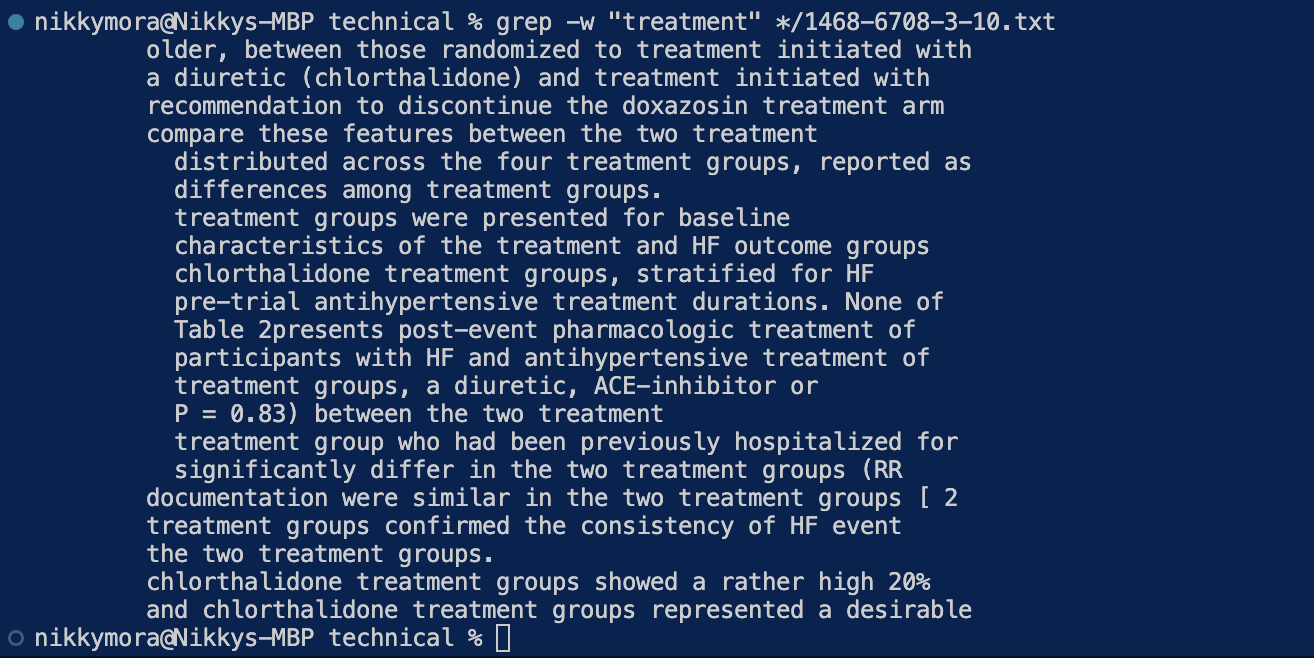 nikkymora@Nikkys-MBP technical % grep -w "treatment" */1468-6708-3-10.txt
        older, between those randomized to treatment initiated with
        a diuretic (chlorthalidone) and treatment initiated with
        recommendation to discontinue the doxazosin treatment arm
        compare these features between the two treatment
          distributed across the four treatment groups, reported as
          differences among treatment groups.
          treatment groups were presented for baseline
          characteristics of the treatment and HF outcome groups
          chlorthalidone treatment groups, stratified for HF
          pre-trial antihypertensive treatment durations. None of
          Table 2presents post-event pharmacologic treatment of
          participants with HF and antihypertensive treatment of
          treatment groups, a diuretic, ACE-inhibitor or
          P = 0.83) between the two treatment
          treatment group who had been previously hospitalized for
          significantly differ in the two treatment groups (RR
        documentation were similar in the two treatment groups [ 2
        treatment groups confirmed the consistency of HF event
        the two treatment groups.
        chlorthalidone treatment groups showed a rather high 20%
        and chlorthalidone treatment groups represented a desirable
nikkymora@Nikkys-MBP technical %